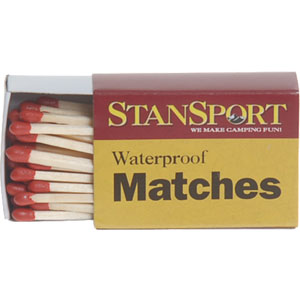 STANSPORT
WE MAKE CAMPING FUN!
Waterproof
Matches